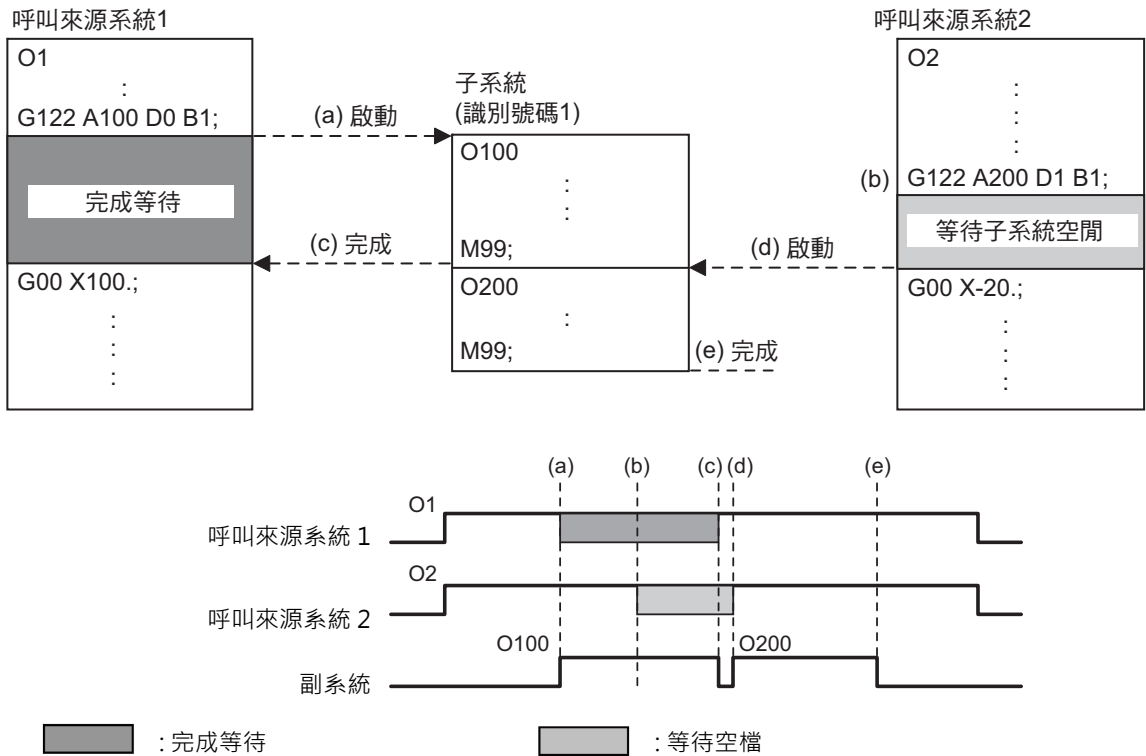 呼叫來源系統1
O1
:
G122 A100 D0 B1;
完成等待
G00 X100.;
:
:
:
(a) 啟動
(c) 完成
子系統
(識別號碼1)
O100
:
:
M99;
O200
:
M99;
(d) 啟動
(e) 完成
呼叫來源系統2
O2
:
:
:
(b)
G122 A200 D1 B1;
等待子系統空閒
G00 X-20.;
:
:
:
(a) (b) (c) (d) (e)
O1
呼叫來源系統 1
O2
呼叫來源系統 2
O100 O200
副系統
: 完成等待 : 等待空檔